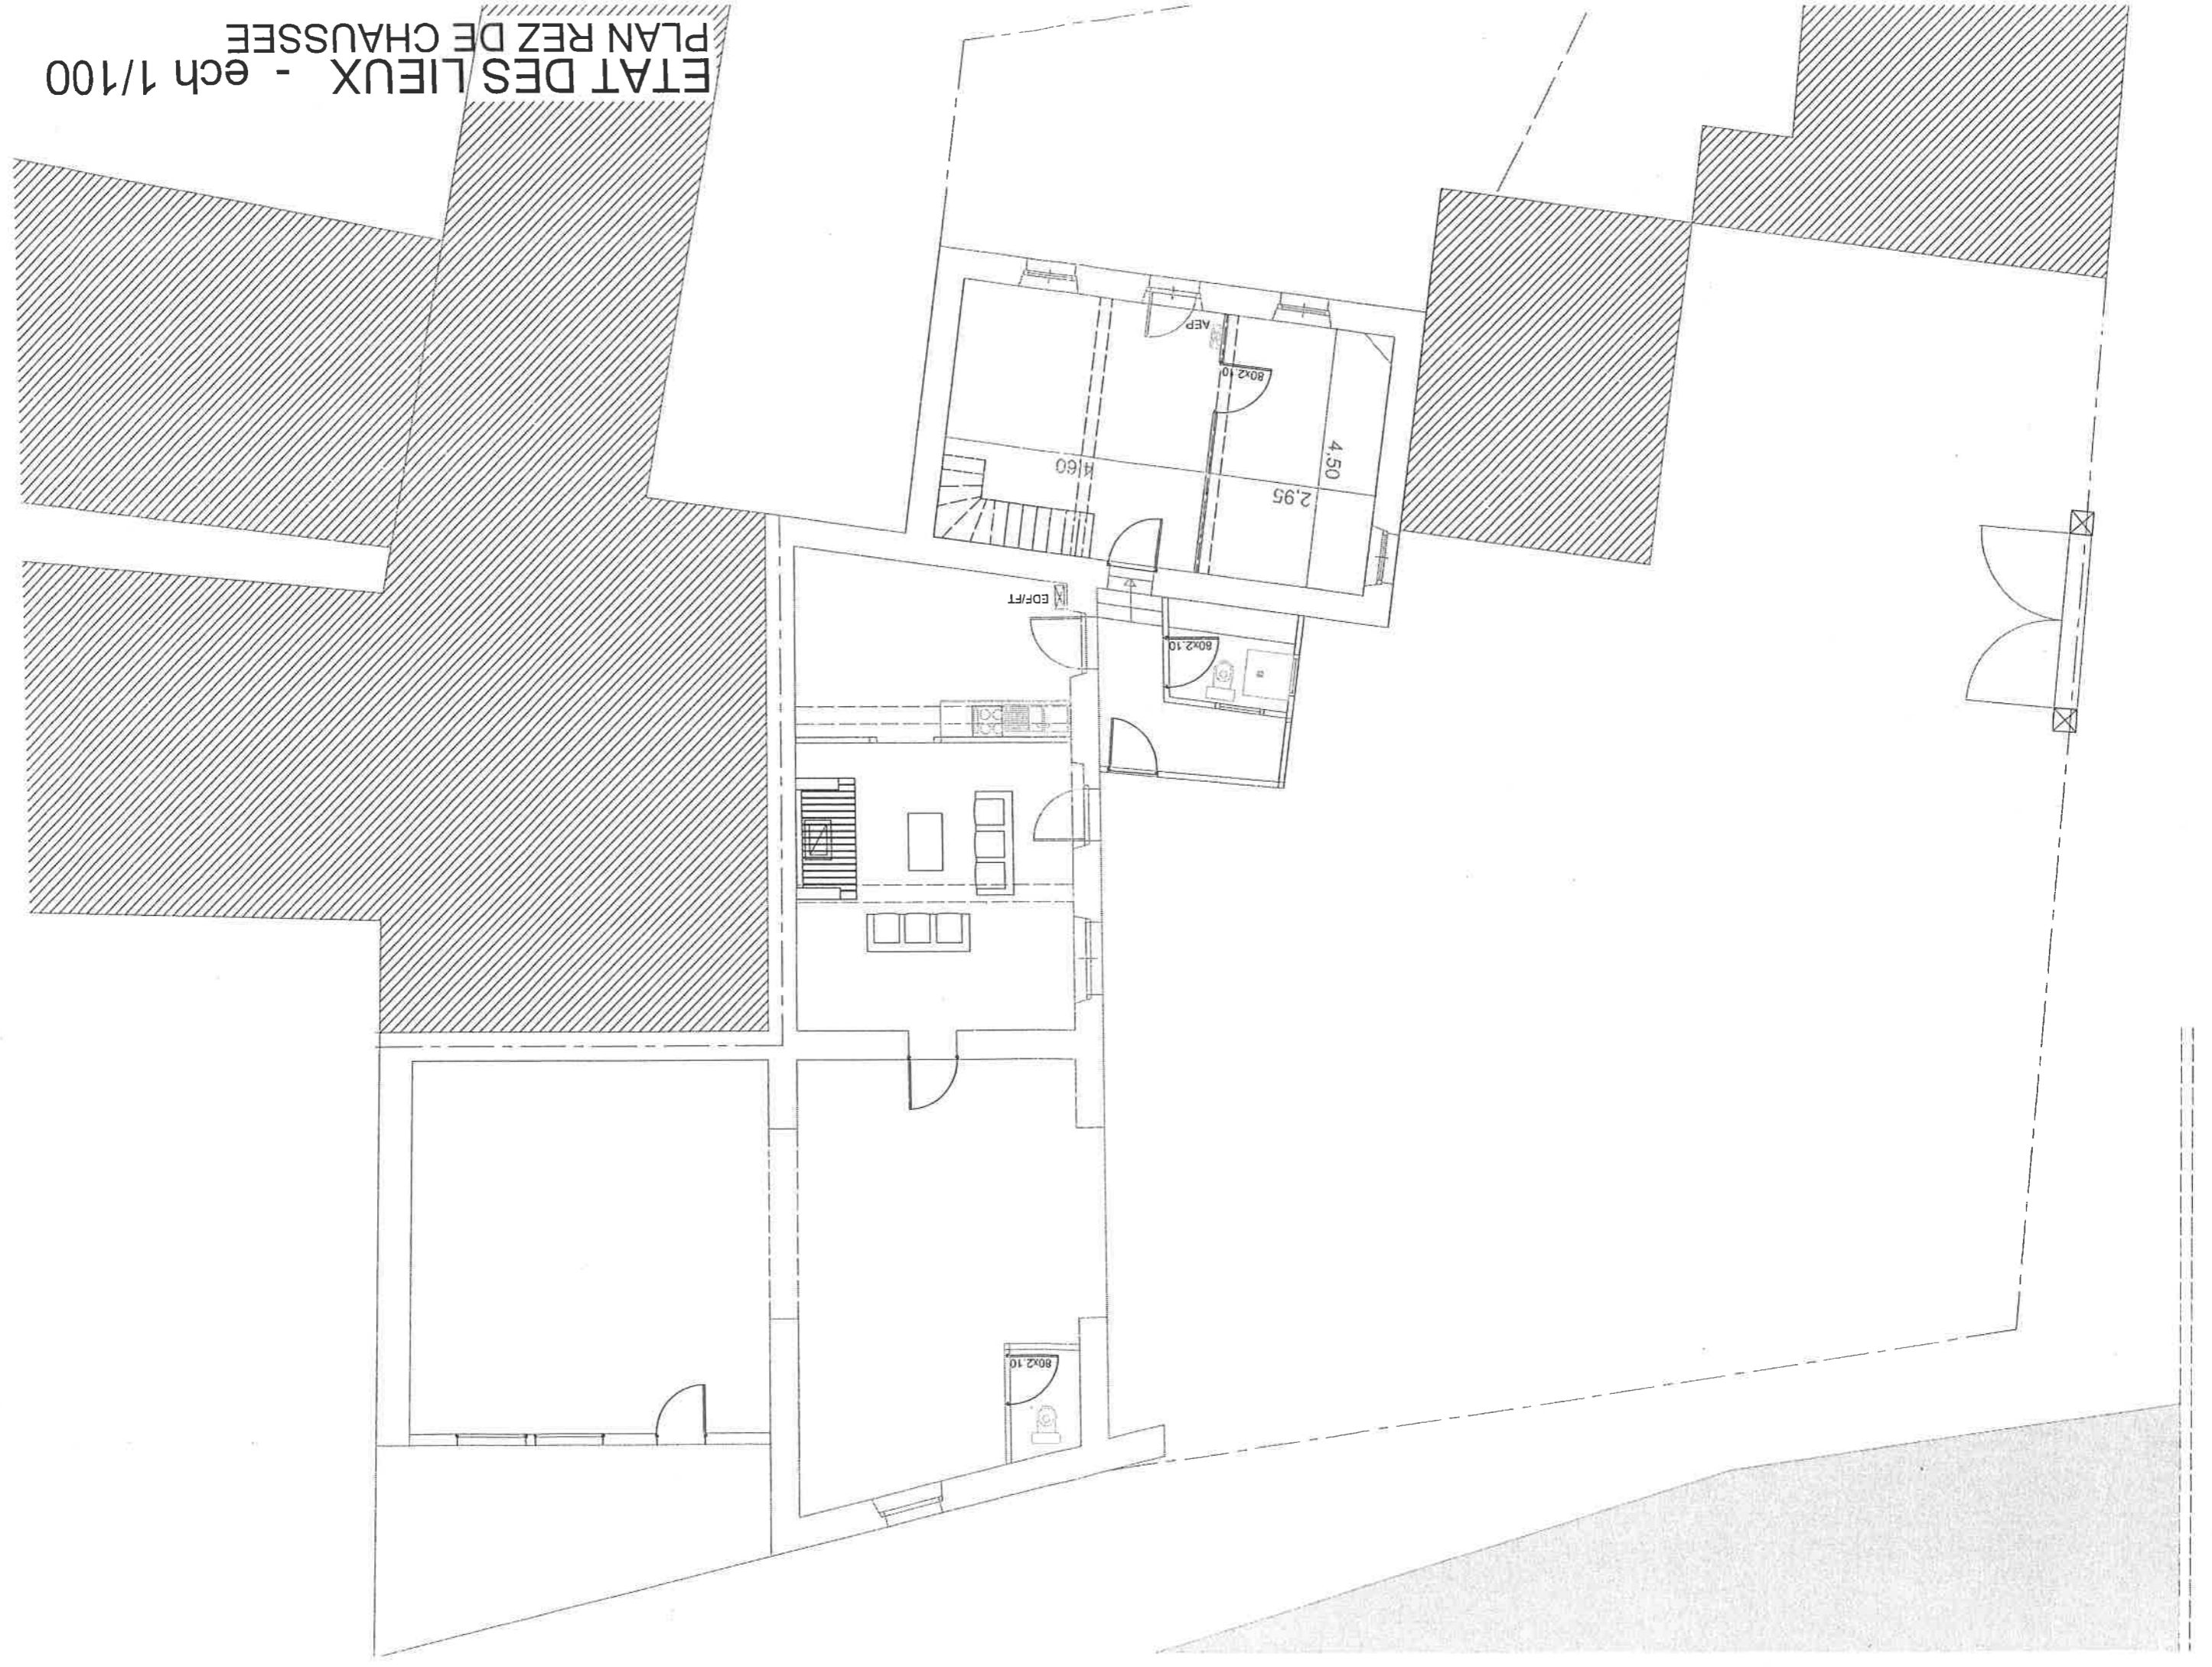 ETAT DES LIEUX - ech 1/100
PLAN REZ DE CHAUSSEE
80x2.10
80x2.10
EDF/FT
2,95
4,50
4,60
80x2.10
AEP